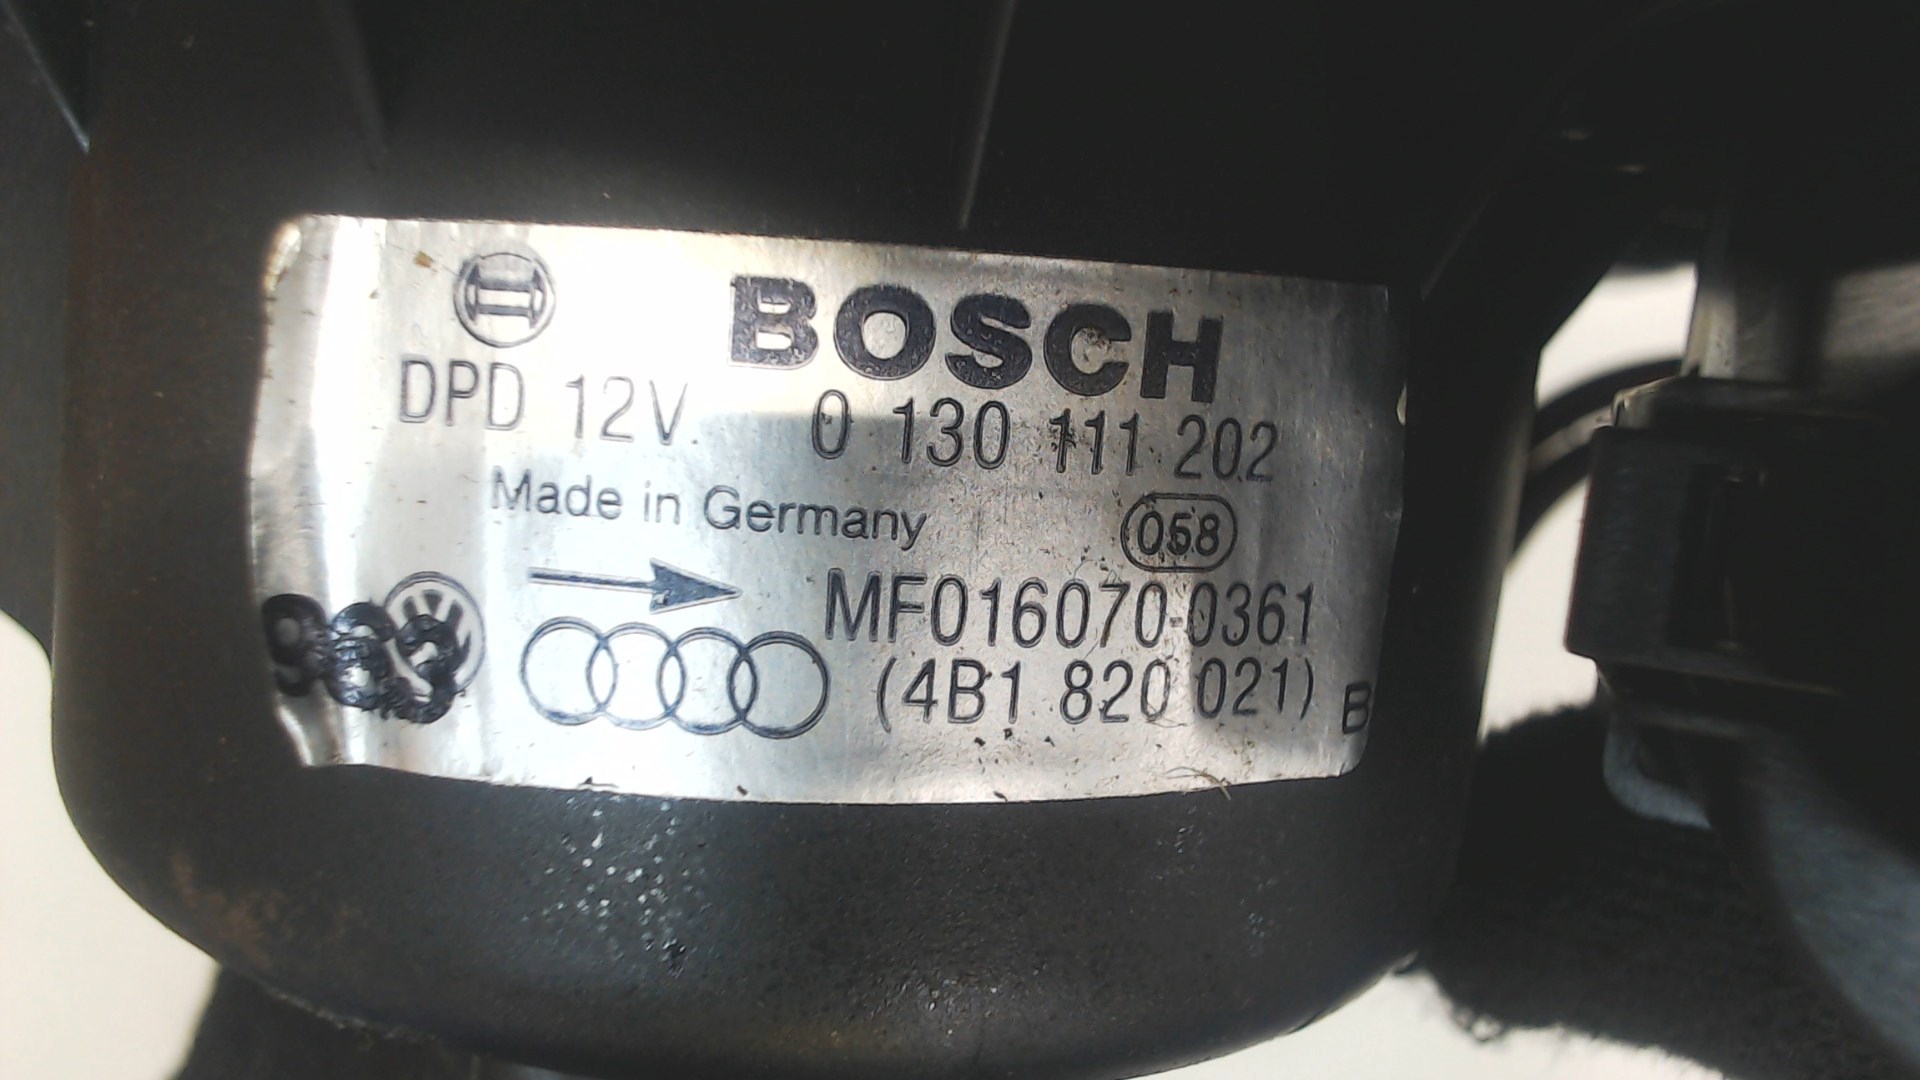 BOSCH
DPD 12V. 0 130 111 202
Made in Germany 058
MF016070-0361
(4B1 820 021) B